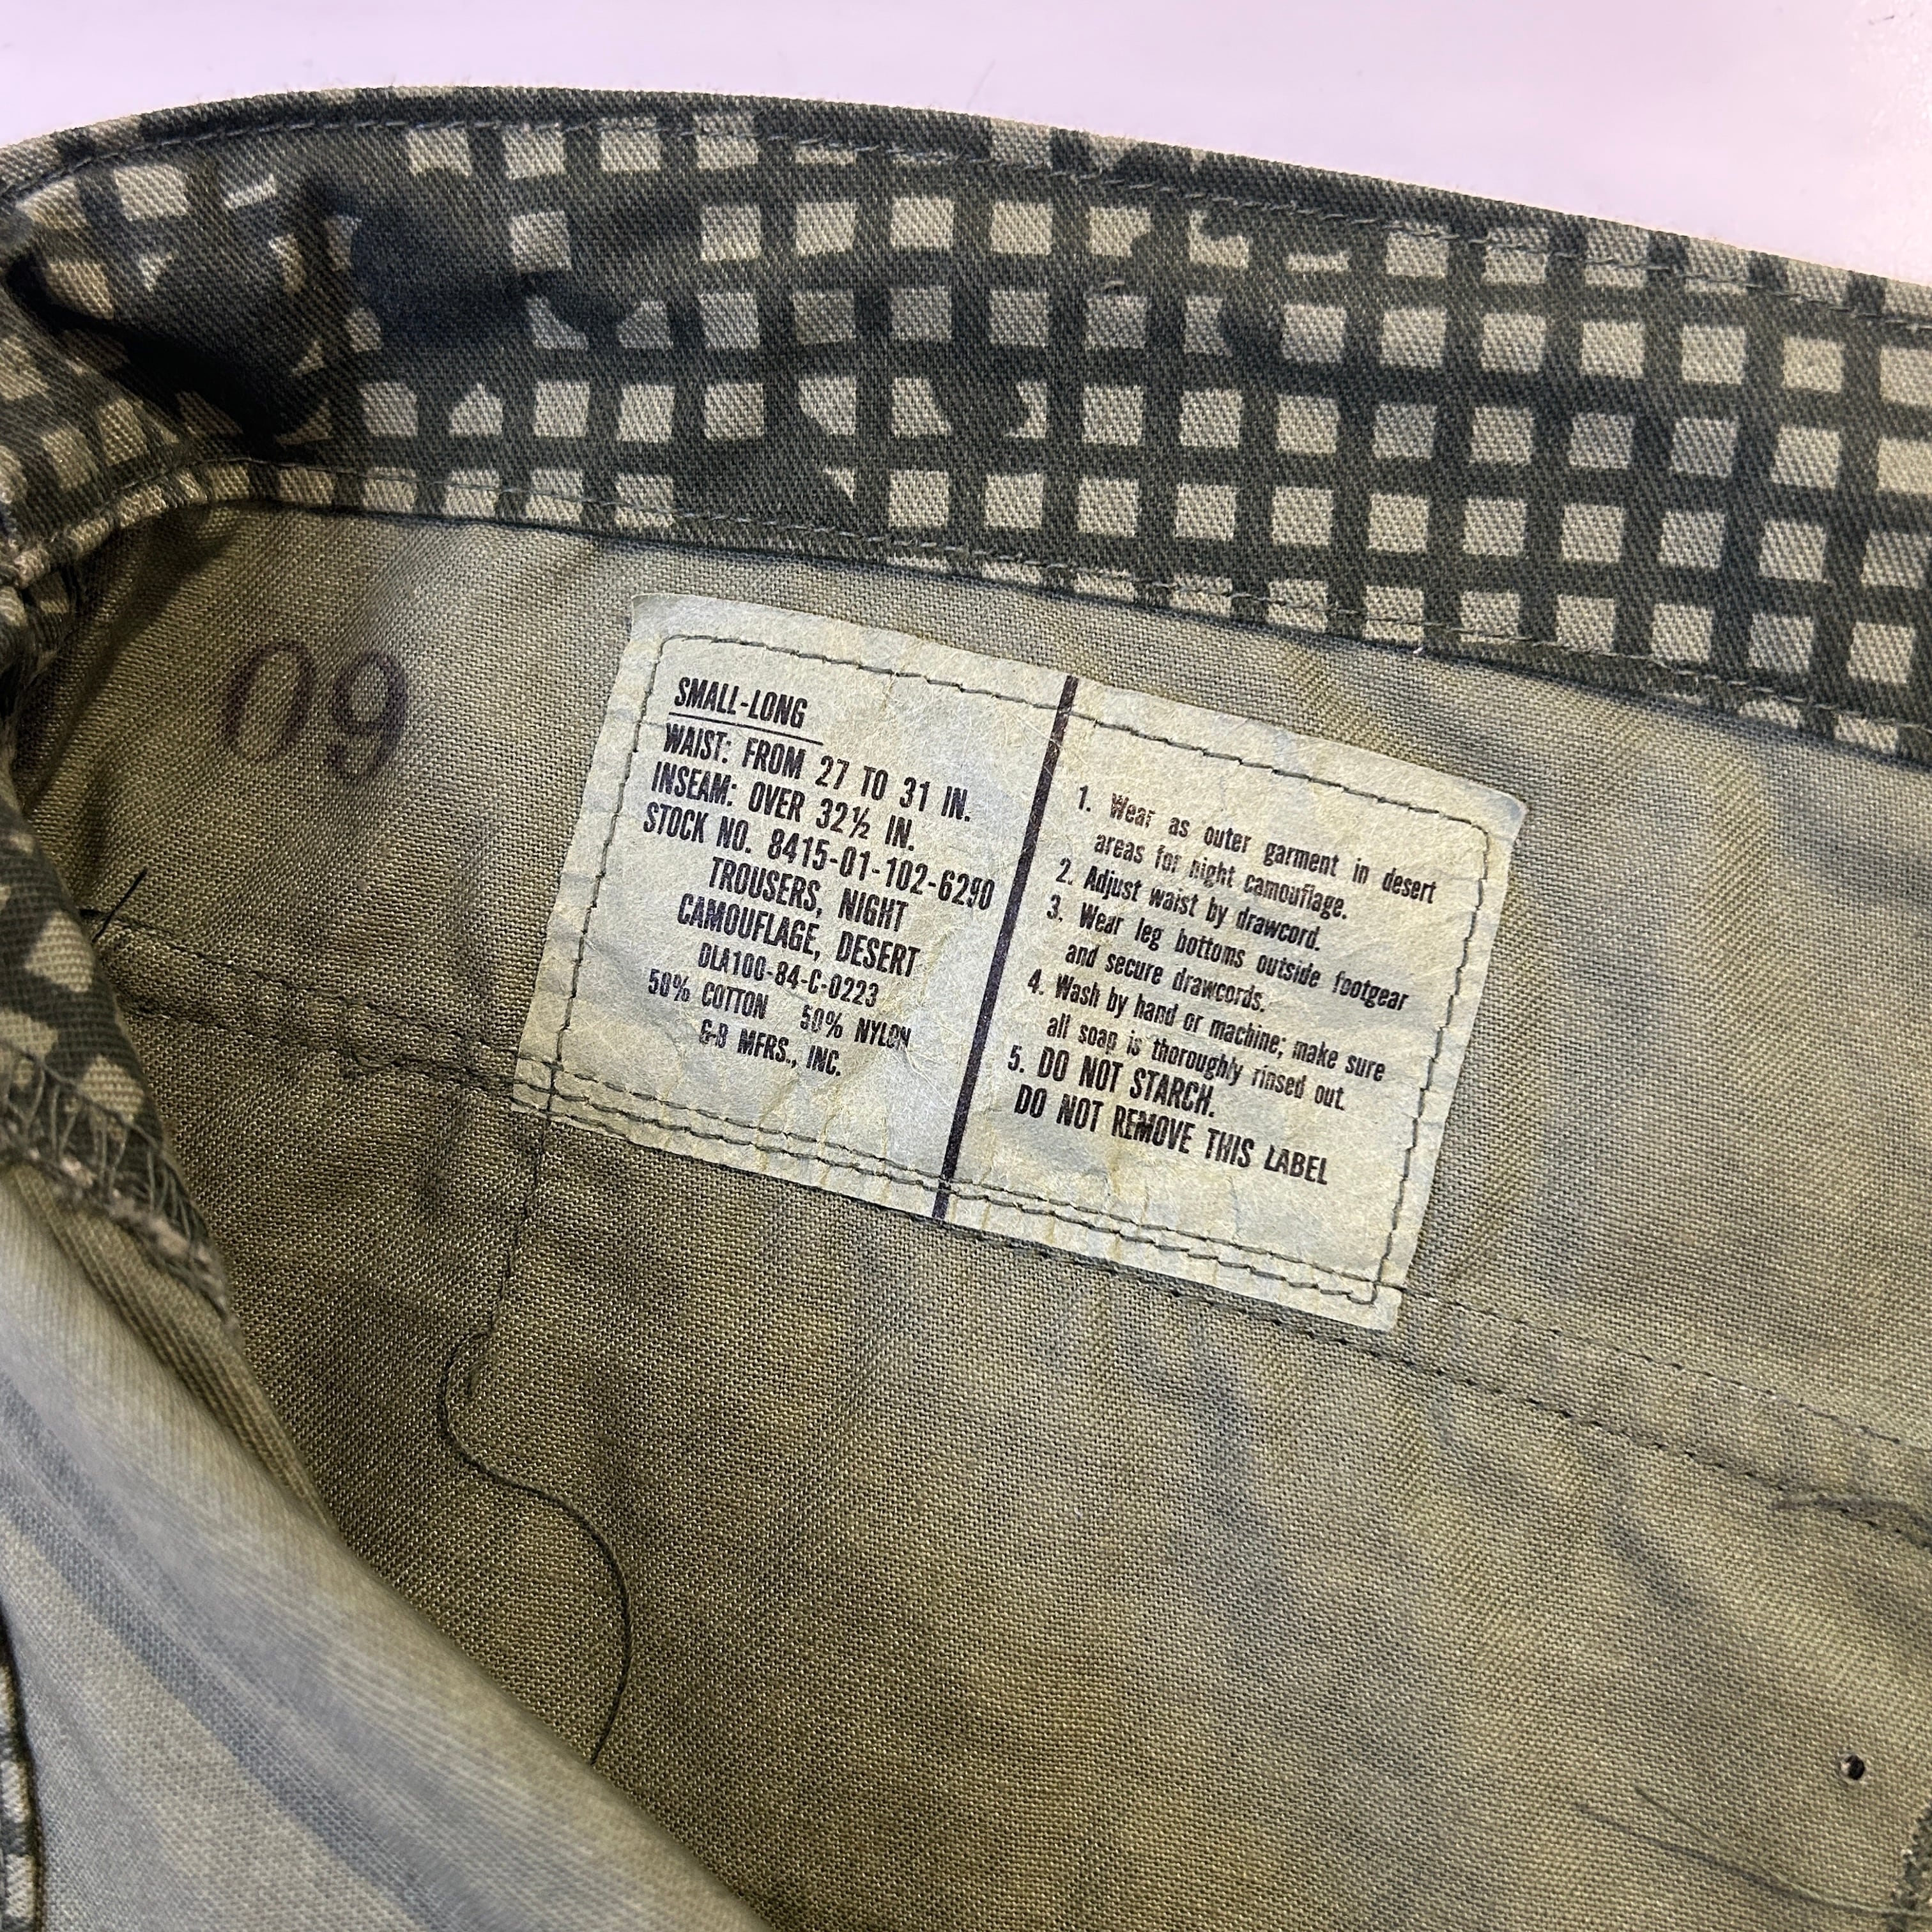 09
SMALL-LONG
WAIST: FROM 27 TO 31 IN.
INSEAM: OVER 32½ IN.
STOCK NO. 8415-01-102-6290
TROUSERS, NIGHT
CAMOUFLAGE, DESERT
DLA100-84-C-0223
50% COTTON 50% NYLON
G-B MFRS., INC.
1. Wear as outer garment in desert
areas for night camouflage.
2. Adjust waist by drawcord.
3. Wear leg bottoms outside footgear
and secure drawcords.
4. Wash by hand or machine; make sure
all soap is thoroughly rinsed out.
5. DO NOT STARCH.
DO NOT REMOVE THIS LABEL